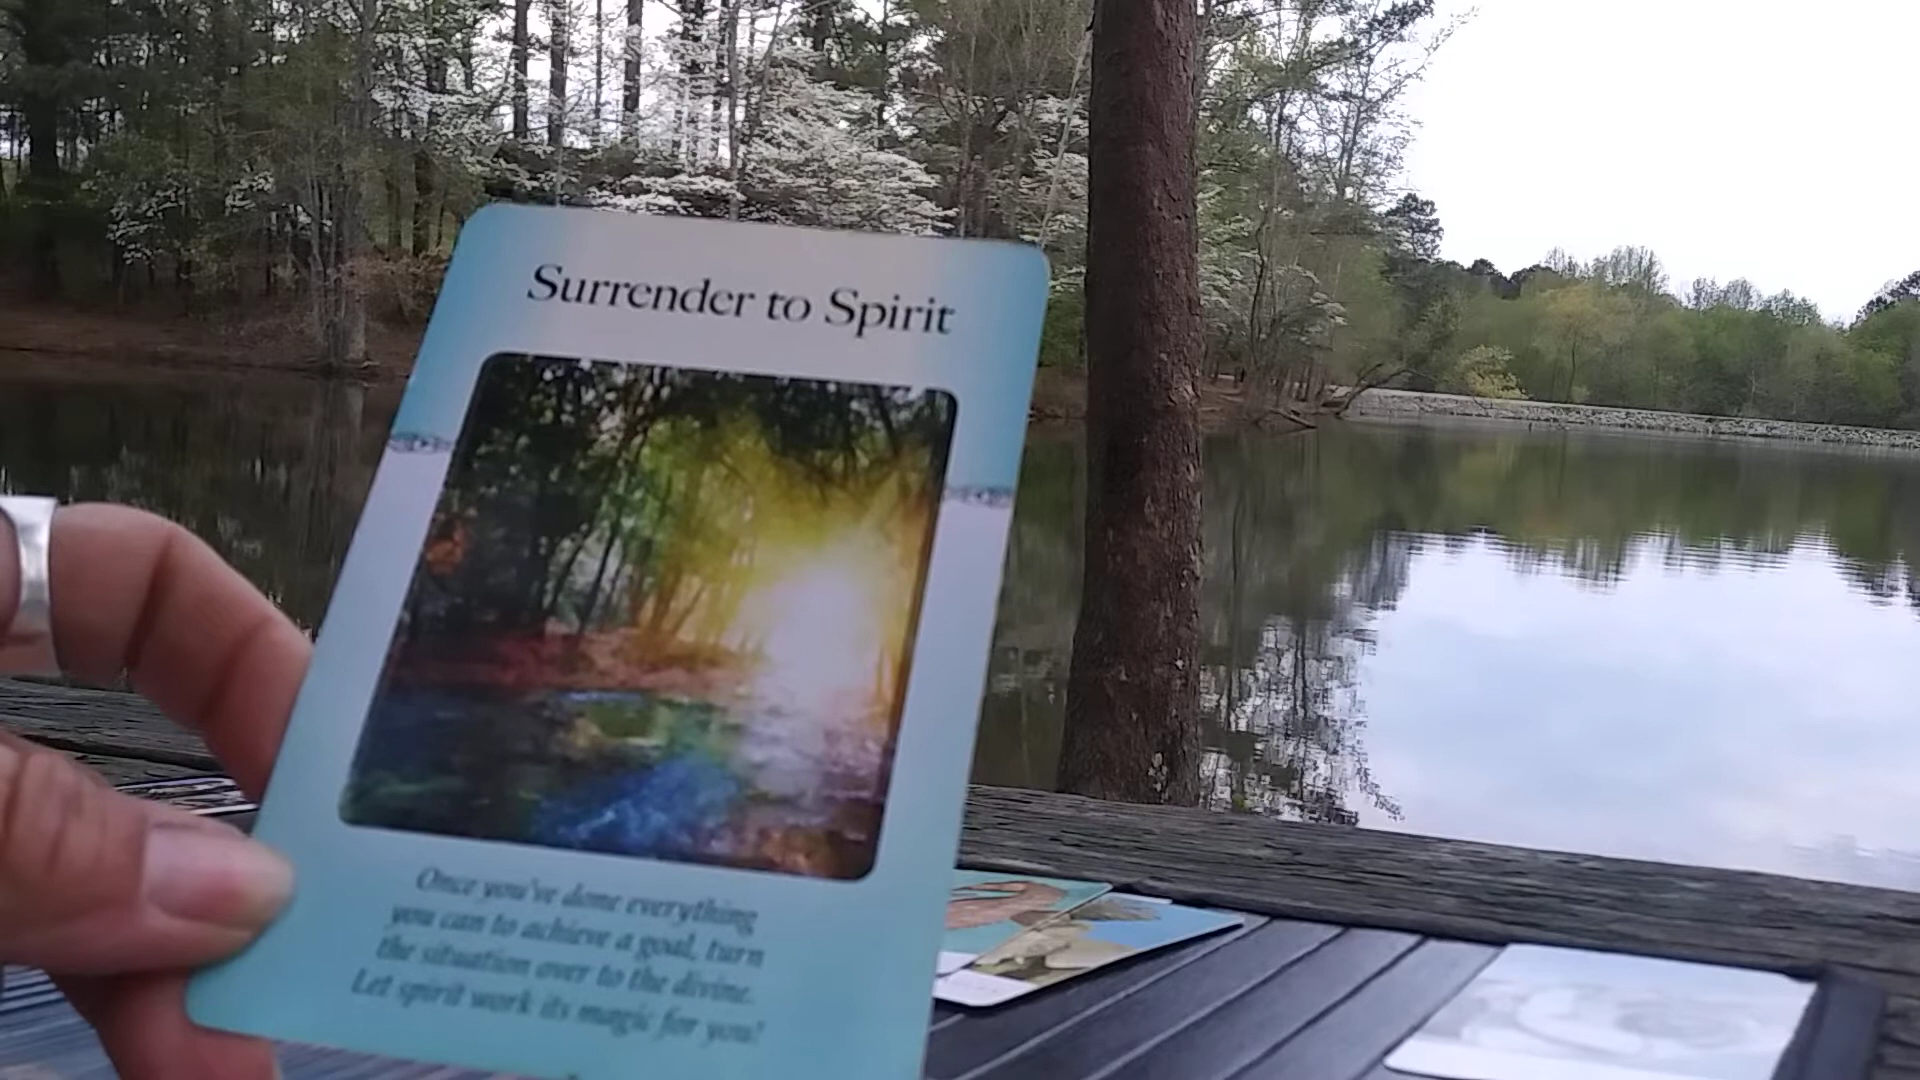 Surrender to Spirit
Once you've done everything
you can to achieve a goal, turn
the situation over to the divine.
Let spirit work its magic for you!